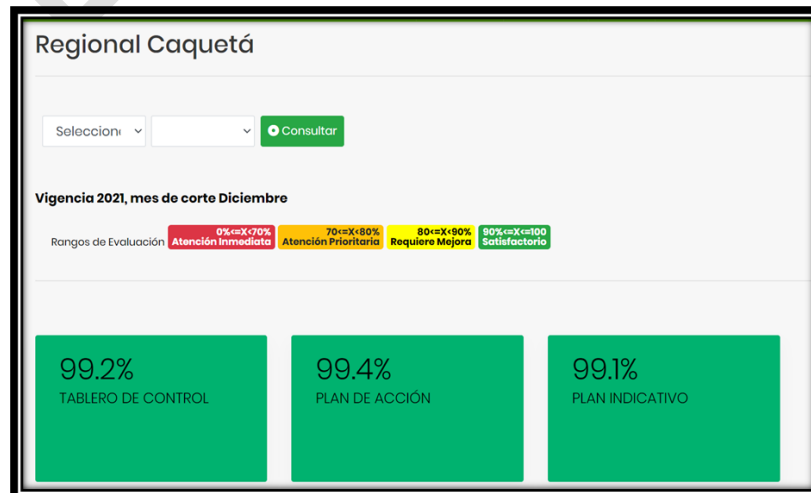 Regional Caquetá
Seleccion
Consultar
Vigencia 2021, mes de corte Diciembre
Rangos de Evaluación
0%<=X<70%
Atención Inmediata
70<=X<80%
Atención Prioritaria
80<=X<90%
Requiere Mejora
90%<=X<=100
Satisfactorio
99.2%
TABLERO DE CONTROL
99.4%
PLAN DE ACCIÓN
99.1%
PLAN INDICATIVO